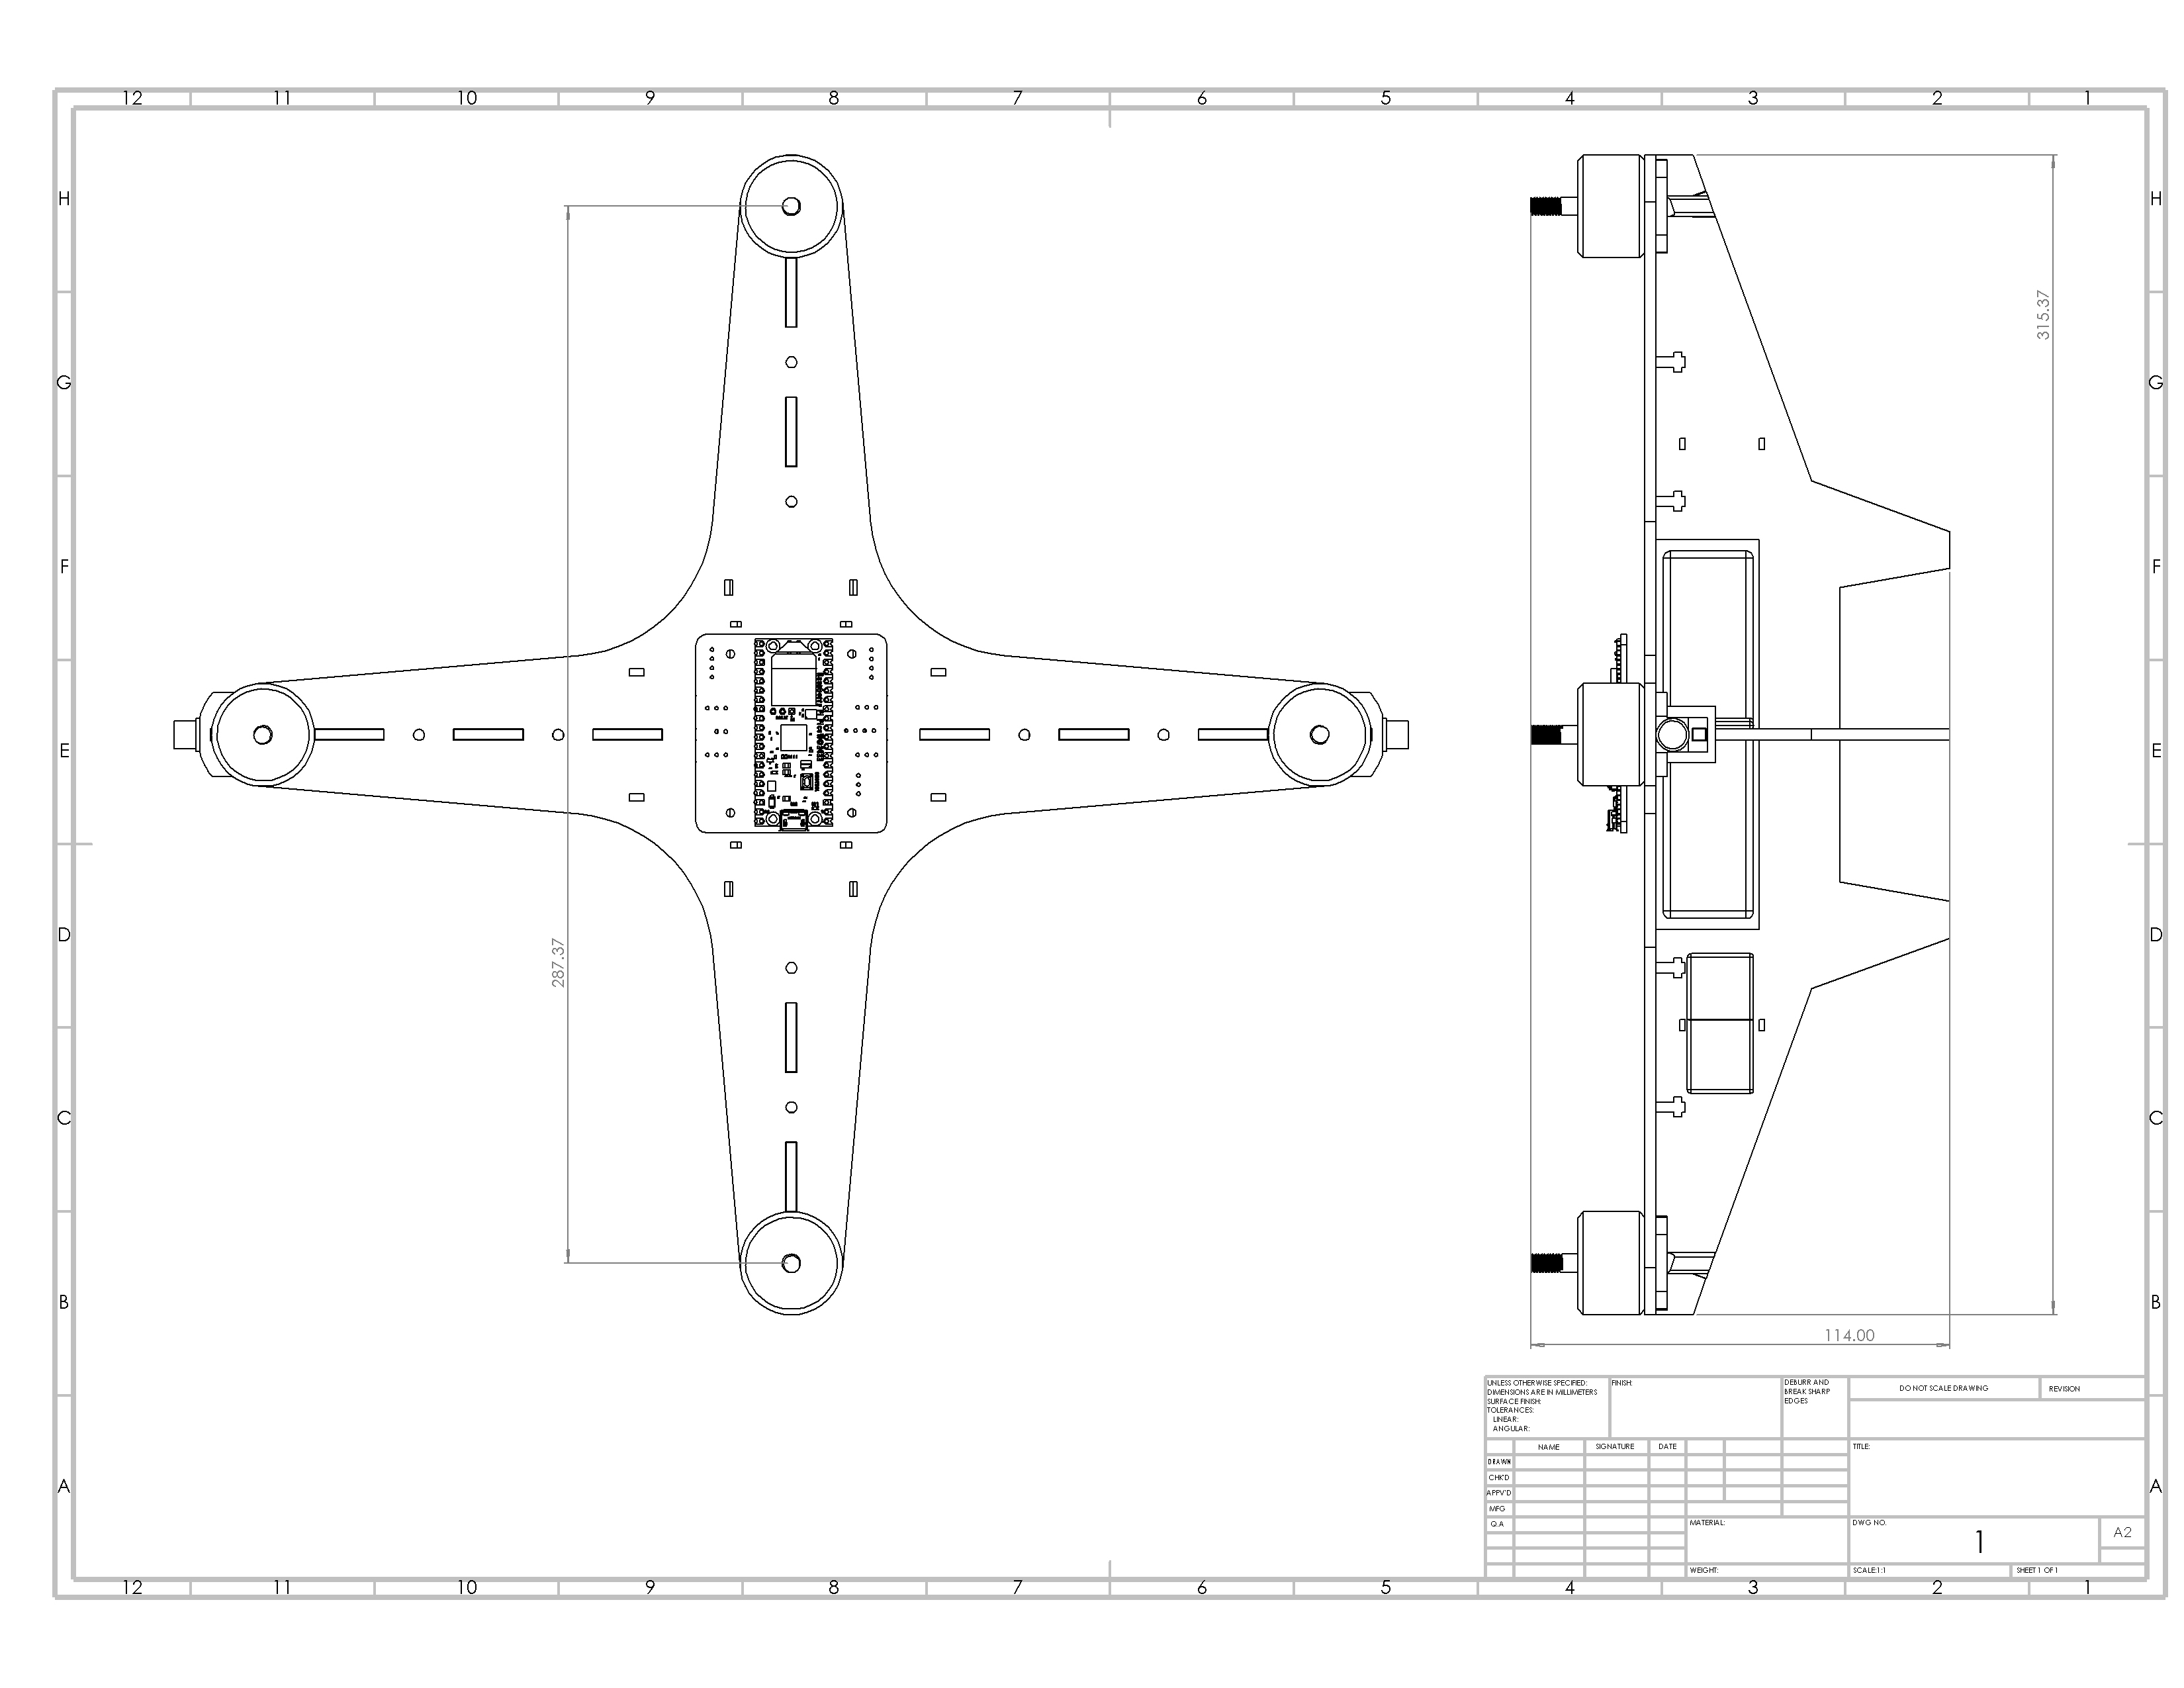 12 11 10 9 8 7 6 5 4 3 2 1
H H
G G
F F
E E
D D
C C
B B
A A
315.37
287.37
114.00
UNLESS OTHERWISE SPECIFIED:
DIMENSIONS ARE IN MILLIMETERS
SURFACE FINISH:
TOLERANCES:
LINEAR:
ANGULAR:
FINISH:
DEBURR AND
BREAK SHARP
EDGES
DO NOT SCALE DRAWING
REVISION
NAME SIGNATURE DATE
DRAWN
CHK'D
APPV'D
MFG
Q.A
TITLE:
MATERIAL:
DWG NO.
1
A2
WEIGHT:
SCALE:1:1
SHEET 1 OF 1
12 11 10 9 8 7 6 5 4 3 2 1